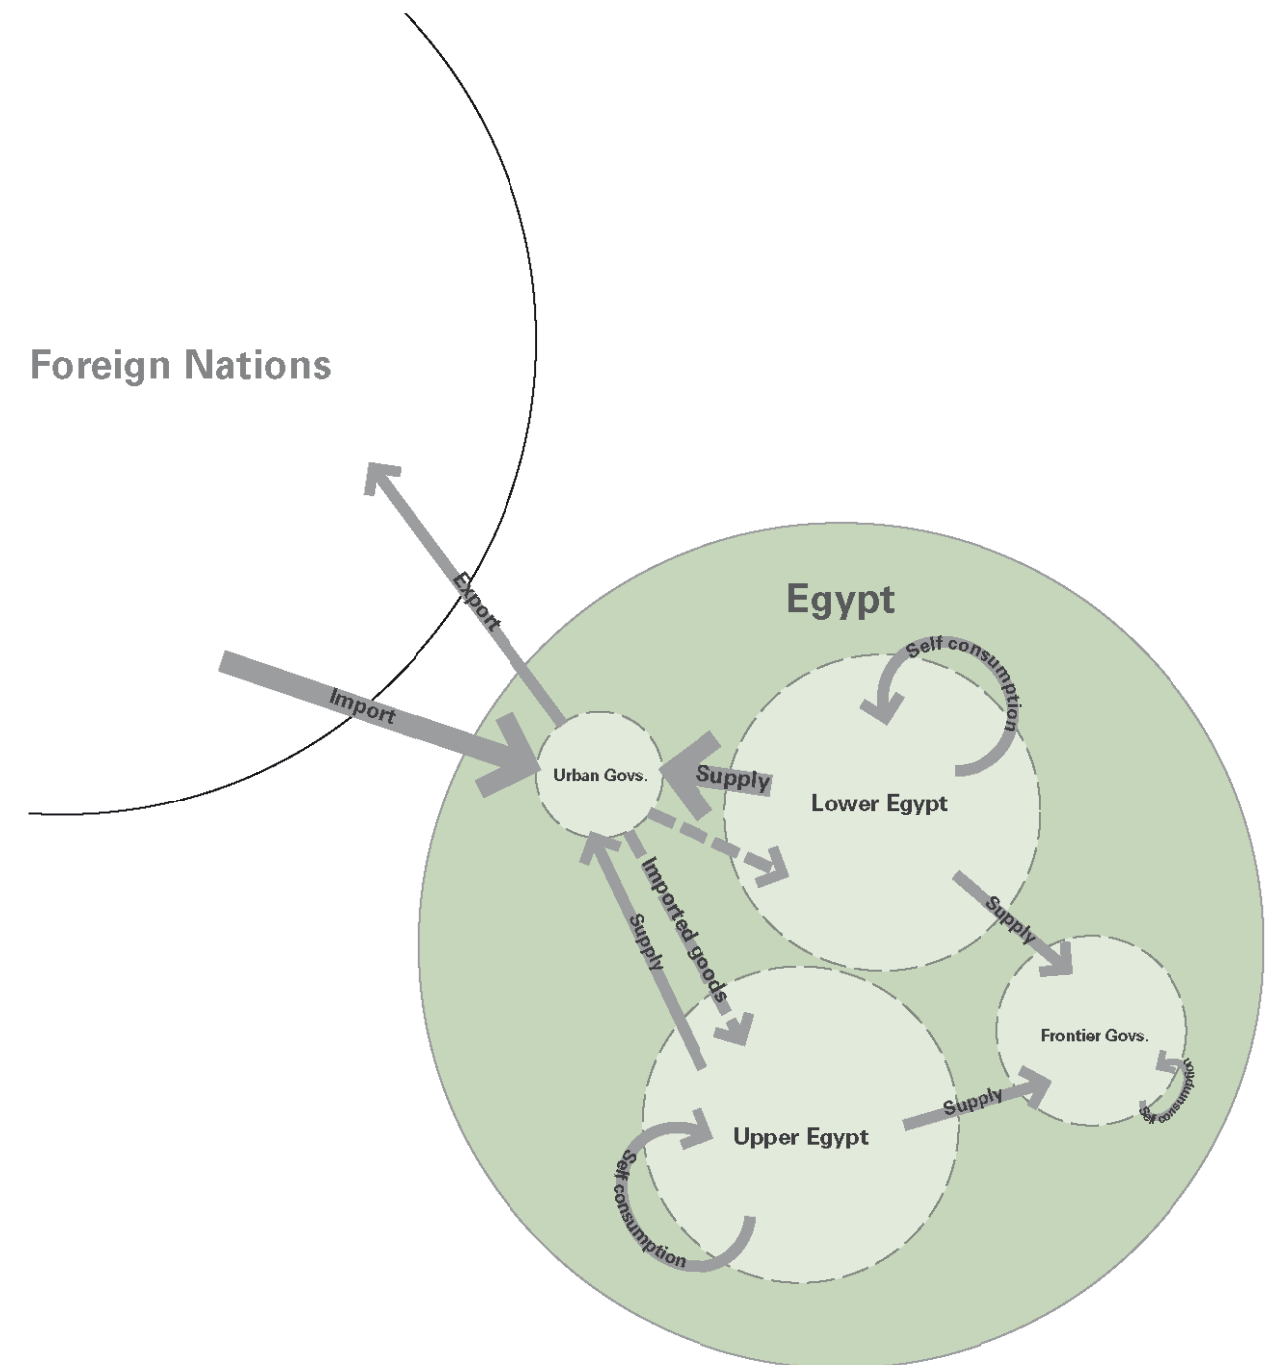 Foreign Nations
Export
Import
Egypt
Self consumption
Urban Govs.
Supply
Lower Egypt
Imported goods
Supply
Supply
Frontier Govs.
Self consumption
Supply
Upper Egypt
Self consumption